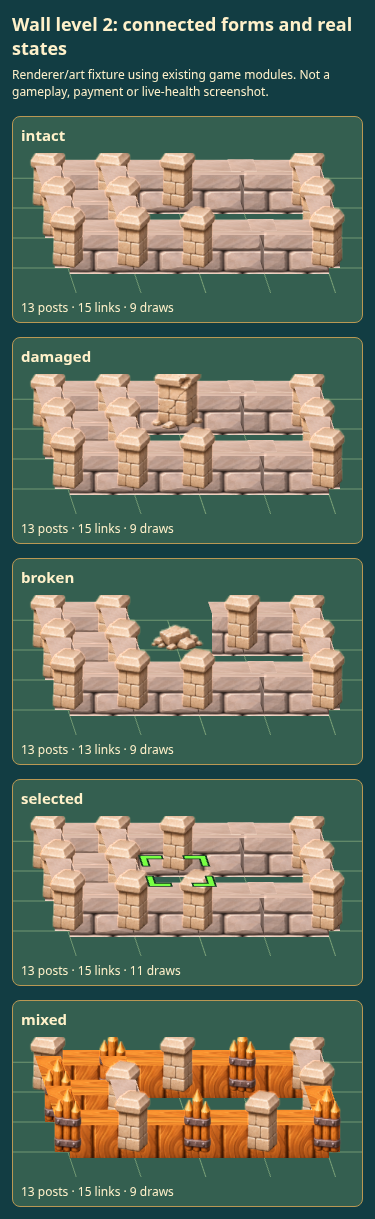 Wall level 2: connected forms and real
states
Renderer/art fixture using existing game modules. Not a
gameplay, payment or live-health screenshot.
intact
13 posts · 15 links · 9 draws
damaged
13 posts · 15 links · 9 draws
broken
13 posts · 13 links · 9 draws
selected
13 posts · 15 links · 11 draws
mixed
13 posts · 15 links · 9 draws